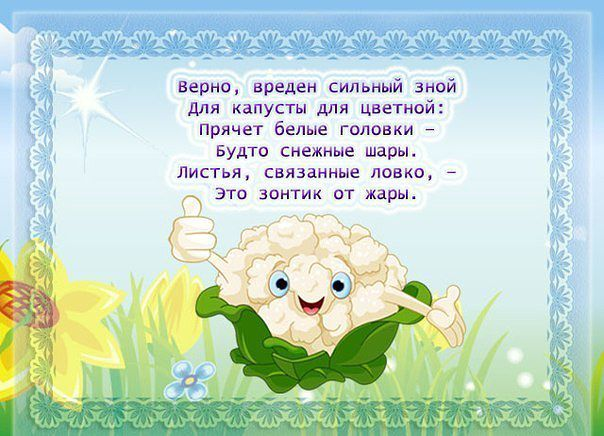 Верно, вреден сильный зной
Для капусты для цветной:
Прячет белые головки –
Будто снежные шары.
Листья, связанные ловко, –
Это зонтик от жары.